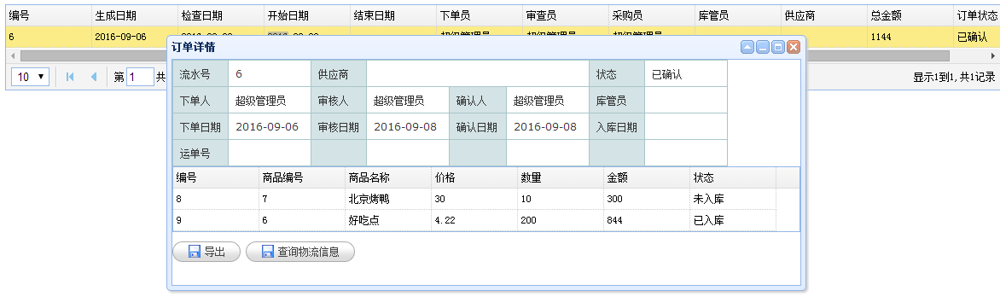 编号 生成日期 检查日期 开始日期 结束日期 下单员 审查员 采购员 库管员 供应商 总金额 订单状态
6 2016-09-06 1144 已确认
订单详情
流水号 6 供应商 状态 已确认
下单人 超级管理员 审核人 超级管理员 确认人 超级管理员 库管员
下单日期 2016-09-06 审核日期 2016-09-08 确认日期 2016-09-08 入库日期
运单号
编号 商品编号 商品名称 价格 数量 金额 状态
8 7 北京烤鸭 30 10 300 未入库
9 6 好吃点 4.22 200 844 已入库
导出 查询物流信息
10 第 1 共 显示1到1,共1记录